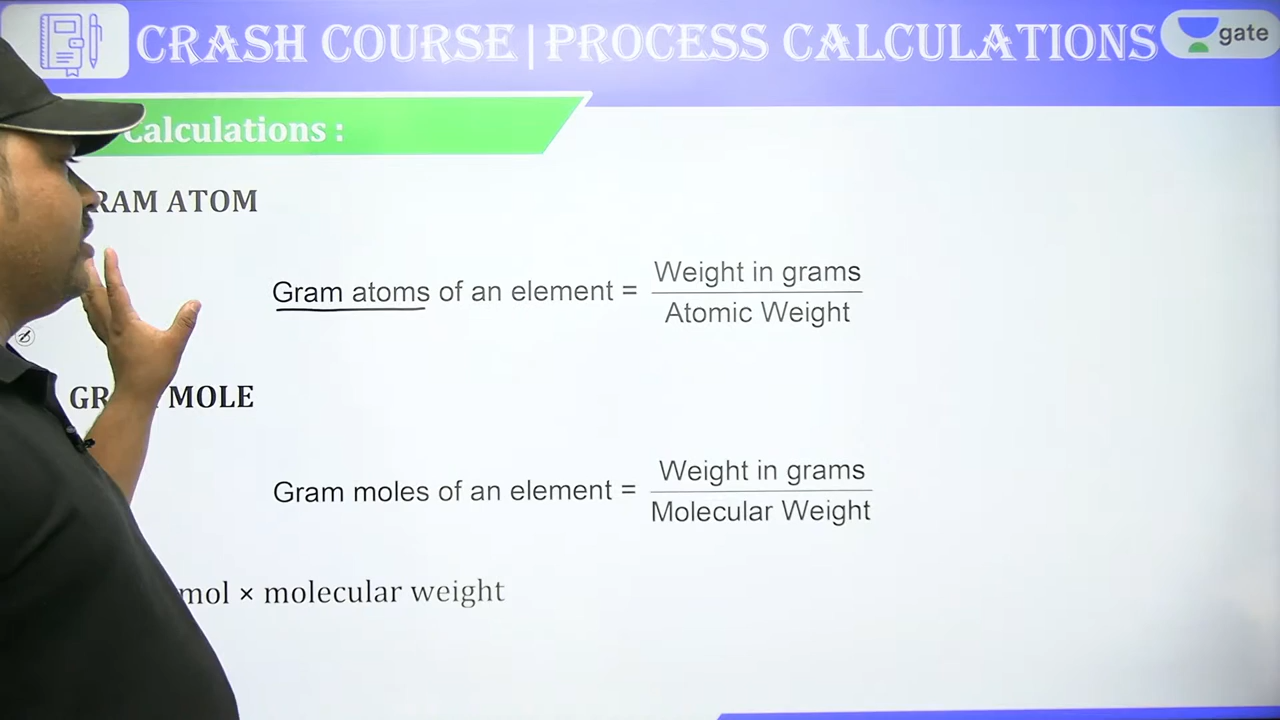 CRASH COURSE|PROCESS CALCULATIONS
gate
Calculations :
GRAM ATOM
Gram atoms of an element = Weight in grams
Atomic Weight
MOLE
Gram moles of an element = Weight in grams
Molecular Weight
mol × molecular weight